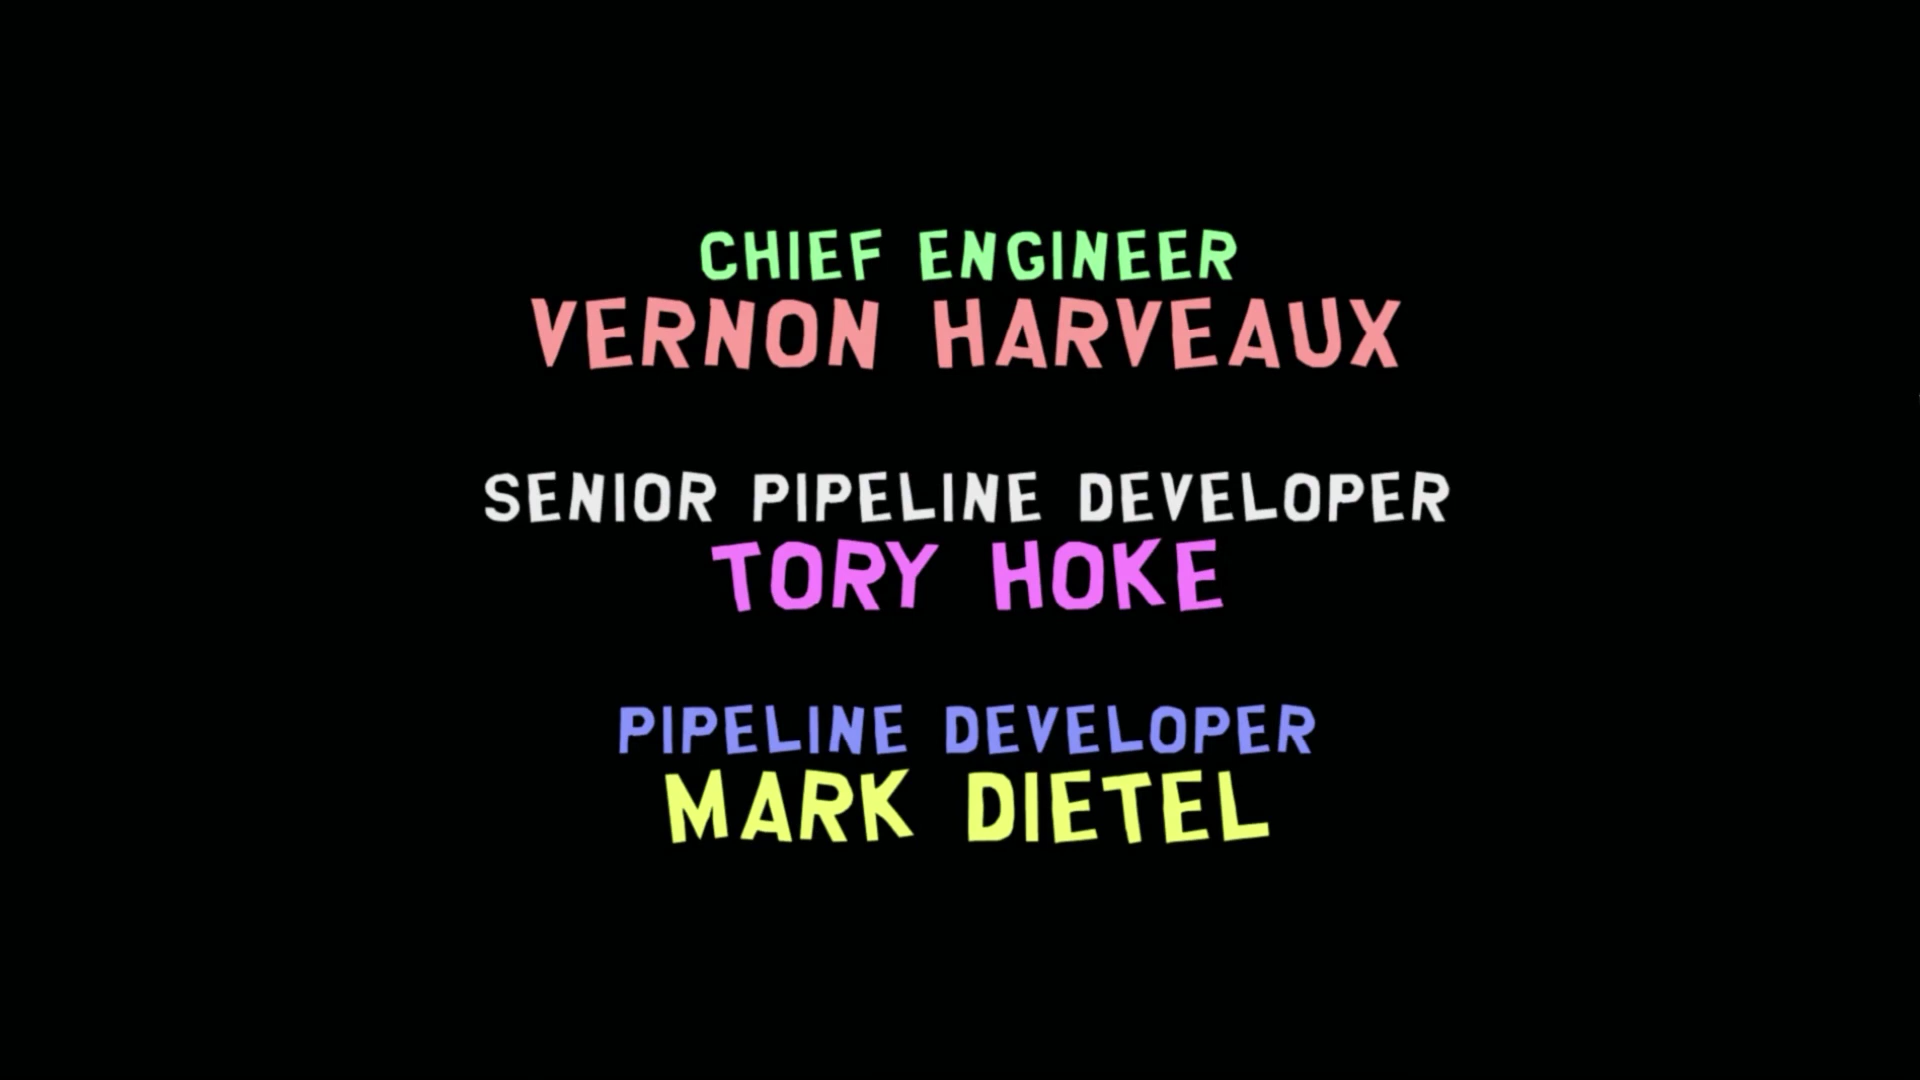 CHIEF ENGINEER
VERNON HARVEAUX
SENIOR PIPELINE DEVELOPER
TORY HOKE
PIPELINE DEVELOPER
MARK DIETEL